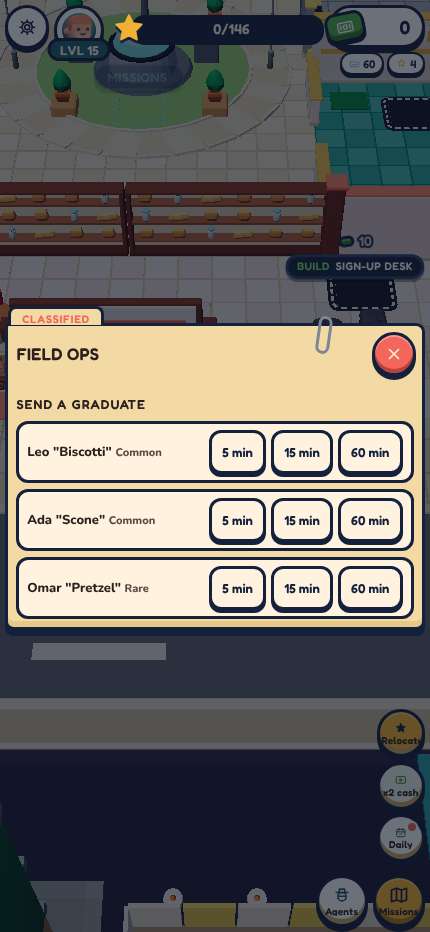 LVL 15
0/146
0
60
4
MISSIONS
10
BUILD SIGN-UP DESK
CLASSIFIED
FIELD OPS
SEND A GRADUATE
Leo "Biscotti" Common
5 min
15 min
60 min
Ada "Scone" Common
5 min
15 min
60 min
Omar "Pretzel" Rare
5 min
15 min
60 min
Relocate
x2 cash
Daily
Agents
Missions